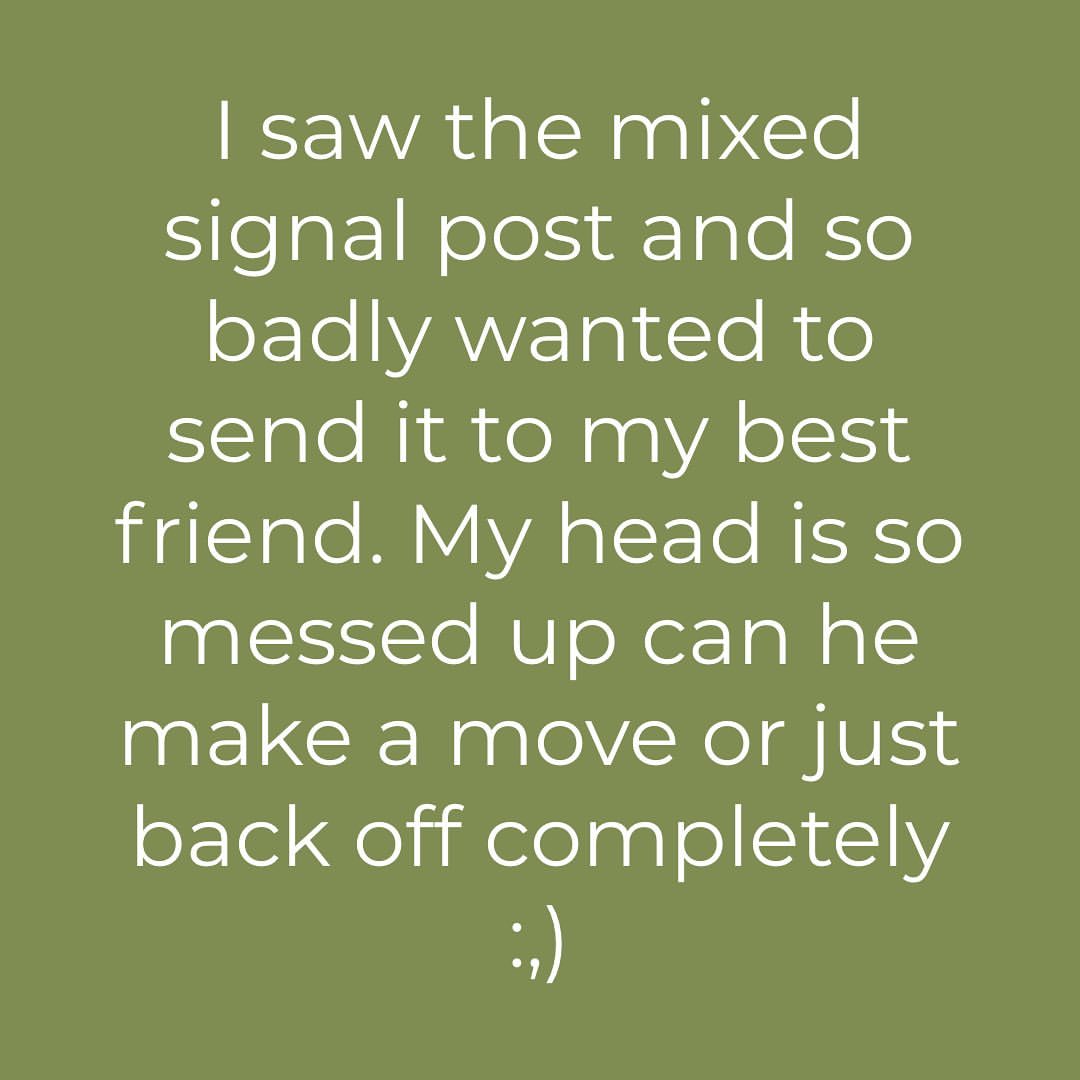 I saw the mixed
signal post and so
badly wanted to
send it to my best
friend. My head is so
messed up can he
make a move or just
back off completely
:,)